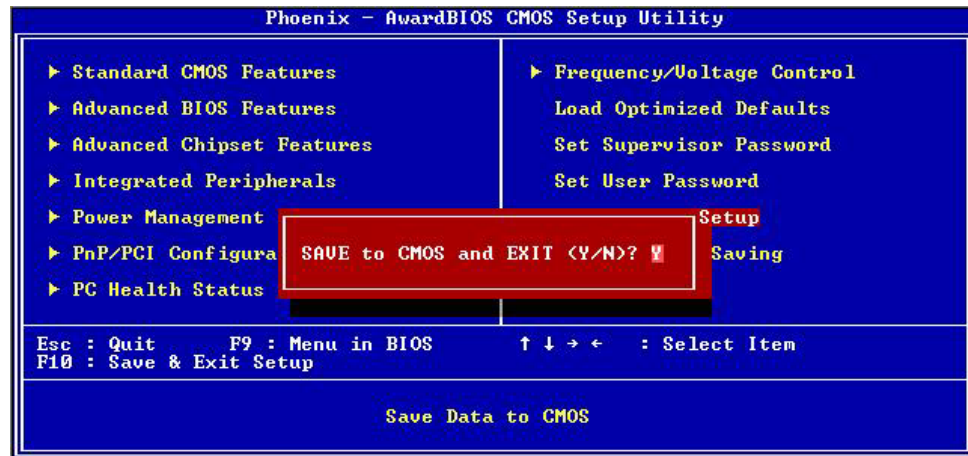 Phoenix - AwardBIOS CMOS Setup Utility
▶ Standard CMOS Features
▶ Advanced BIOS Features
▶ Advanced Chipset Features
▶ Integrated Peripherals
▶ Power Management
▶ PnP/PCI Configura
▶ PC Health Status
▶ Frequency/Voltage Control
Load Optimized Defaults
Set Supervisor Password
Set User Password
Setup
Saving
SAVE to CMOS and EXIT (Y/N)? Y
Esc : Quit F9 : Menu in BIOS ↑ ↓ → ← : Select Item
F10 : Save & Exit Setup
Save Data to CMOS